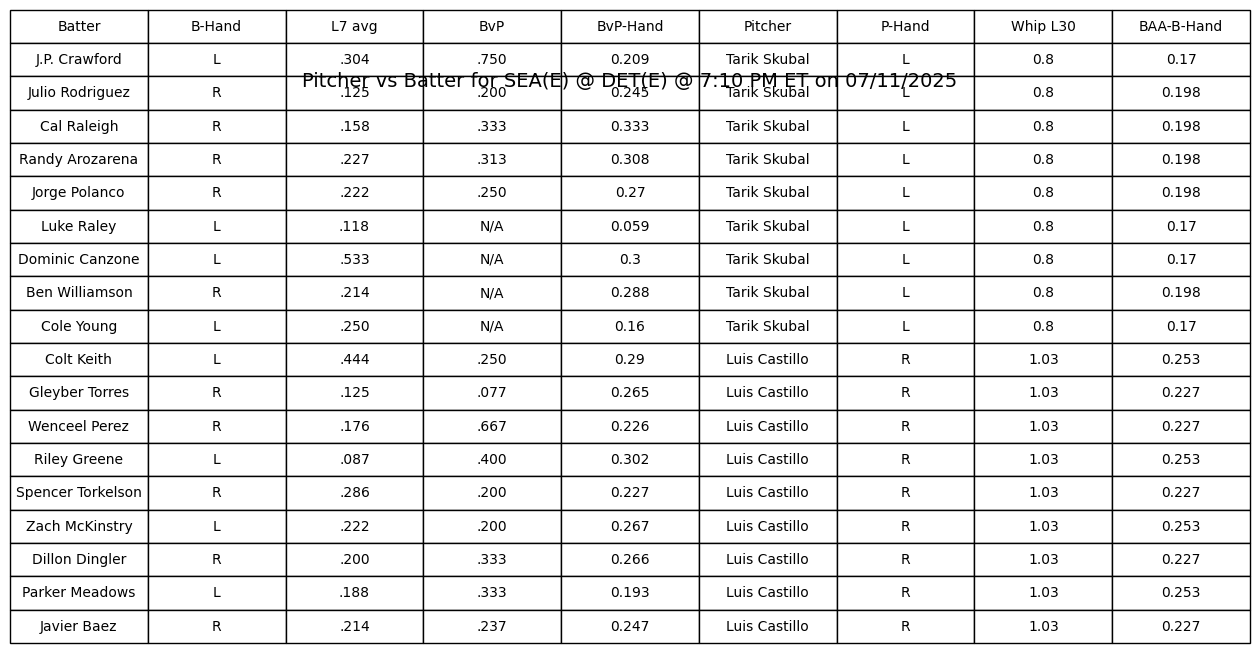 Batter B-Hand L7 avg BvP BvP-Hand Pitcher P-Hand Whip L30 BAA-B-Hand
J.P. Crawford L .304 .750 0.209 Tarik Skubal L 0.8 0.17
Pitcher vs Batter for SEA(E) @ DET(E) @ 7:10 PM ET on 07/11/2025
Julio Rodriguez R .125 .200 0.245 Tarik Skubal L 0.8 0.198
Cal Raleigh R .158 .333 0.333 Tarik Skubal L 0.8 0.198
Randy Arozarena R .227 .313 0.308 Tarik Skubal L 0.8 0.198
Jorge Polanco R .222 .250 0.27 Tarik Skubal L 0.8 0.198
Luke Raley L .118 N/A 0.059 Tarik Skubal L 0.8 0.17
Dominic Canzone L .533 N/A 0.3 Tarik Skubal L 0.8 0.17
Ben Williamson R .214 N/A 0.288 Tarik Skubal L 0.8 0.198
Cole Young L .250 N/A 0.16 Tarik Skubal L 0.8 0.17
Colt Keith L .444 .250 0.29 Luis Castillo R 1.03 0.253
Gleyber Torres R .125 .077 0.265 Luis Castillo R 1.03 0.227
Wenceel Perez R .176 .667 0.226 Luis Castillo R 1.03 0.227
Riley Greene L .087 .400 0.302 Luis Castillo R 1.03 0.253
Spencer Torkelson R .286 .200 0.227 Luis Castillo R 1.03 0.227
Zach McKinstry L .222 .200 0.267 Luis Castillo R 1.03 0.253
Dillon Dingler R .200 .333 0.266 Luis Castillo R 1.03 0.227
Parker Meadows L .188 .333 0.193 Luis Castillo R 1.03 0.253
Javier Baez R .214 .237 0.247 Luis Castillo R 1.03 0.227